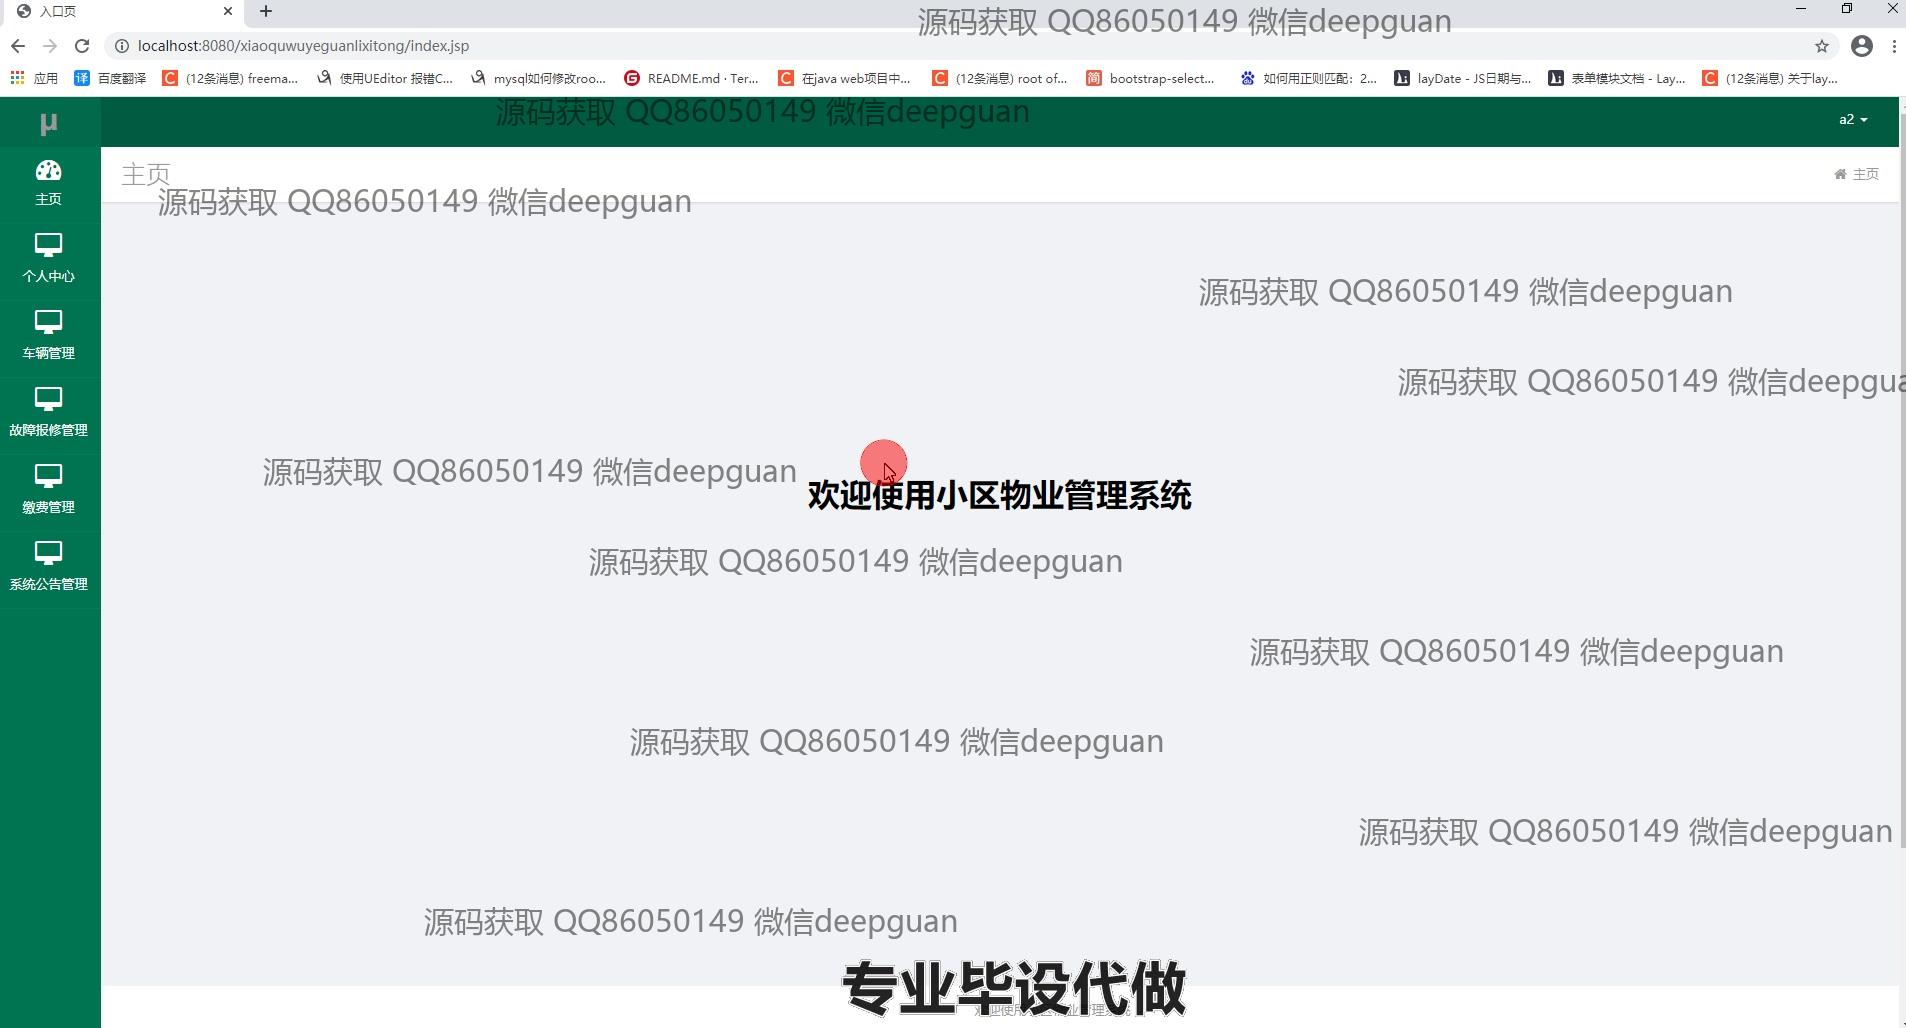 入口页
源码获取 QQ86050149 微信deepguan
localhost:8080/xiaoquwuyeguanlixitong/index.jsp
应用 百度翻译 (12条消息) freema... 使用UEditor 报错C... mysql如何修改roo... README.md · Ter... 在java web项目中... (12条消息) root of... bootstrap-select... 如何用正则匹配：2... layDate - JS日期与... 表单模块文档 - Lay... (12条消息) 关于lay...
源码获取 QQ86050149 微信deepguan
μ
a2
主页
主页
主页
源码获取 QQ86050149 微信deepguan
个人中心
源码获取 QQ86050149 微信deepguan
车辆管理
源码获取 QQ86050149 微信deepgua
故障报修管理
源码获取 QQ86050149 微信deepguan
欢迎使用小区物业管理系统
缴费管理
源码获取 QQ86050149 微信deepguan
系统公告管理
源码获取 QQ86050149 微信deepguan
源码获取 QQ86050149 微信deepguan
源码获取 QQ86050149 微信deepguan
源码获取 QQ86050149 微信deepguan
专业毕设代做